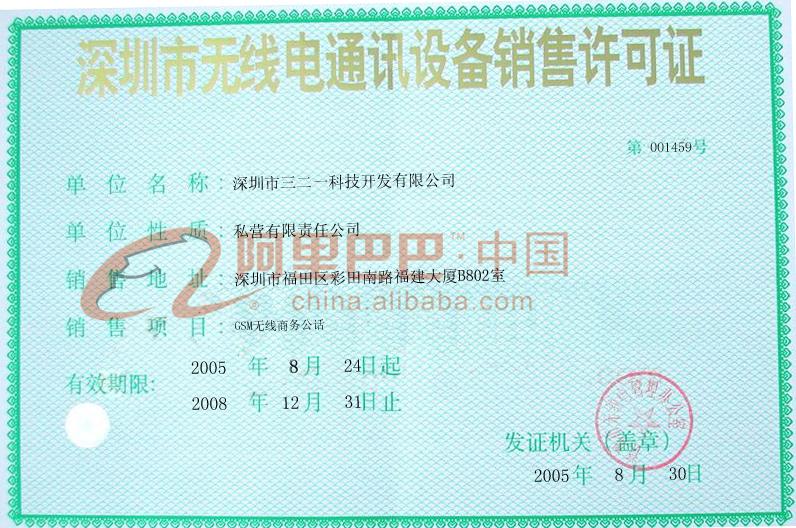 深圳市无线电通讯设备销售许可证
第 001459号
单位名称：深圳市三二一科技开发有限公司
单位性质：私营有限责任公司
阿里巴巴™·中国
销售地址：深圳市福田区彩田南路福建大厦B802室
china.alibaba.com
销售项目：GSM无线商务公话
有效期限：
2005 年 8 月 24日起
2008 年 12 月 31日止
发证机关（盖章）
2005 年 8 月 30日